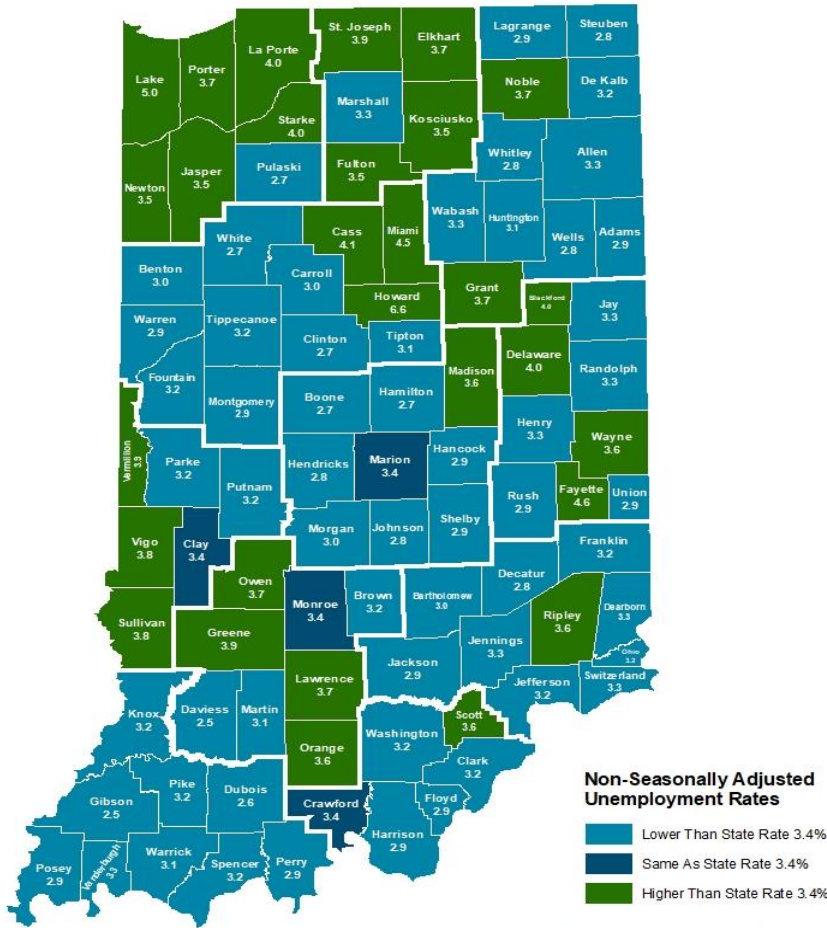 St. Joseph
3.9
Elkhart
3.7
Lagrange
2.9
Steuben
2.8
La Porte
4.0
Lake
5.0
Porter
3.7
Noble
3.7
De Kalb
3.2
Marshall
3.3
Starke
4.0
Kosciusko
3.5
Whitley
2.8
Allen
3.3
Newton
3.5
Jasper
3.5
Pulaski
2.7
Fulton
3.5
Wabash
3.3
Huntington
3.1
Wells
2.8
Adams
2.9
White
2.7
Cass
4.1
Miami
4.5
Benton
3.0
Carroll
3.0
Grant
3.7
Howard
6.6
Blackford
4.0
Jay
3.3
Warren
2.9
Tippecanoe
3.2
Clinton
2.7
Tipton
3.1
Delaware
4.0
Randolph
3.3
Madison
3.6
Fountain
3.2
Montgomery
2.9
Boone
2.7
Hamilton
2.7
Henry
3.3
Wayne
3.6
Vermillion
3.9
Parke
3.2
Putnam
3.2
Hendricks
2.8
Marion
3.4
Hancock
2.9
Rush
2.9
Fayette
4.6
Union
2.9
Vigo
3.8
Clay
3.4
Morgan
3.0
Johnson
2.8
Shelby
2.9
Franklin
3.2
Owen
3.7
Decatur
2.8
Monroe
3.4
Brown
3.2
Bartholomew
3.0
Ripley
3.6
Dearborn
3.3
Sullivan
3.8
Greene
3.9
Jennings
3.3
Ohio
3.2
Jackson
2.9
Lawrence
3.7
Jefferson
3.2
Switzerland
3.3
Knox
3.2
Daviess
2.5
Martin
3.1
Scott
3.6
Orange
3.6
Washington
3.2
Clark
3.2
Pike
3.2
Dubois
2.6
Gibson
2.5
Crawford
3.4
Floyd
2.9
Harrison
2.9
Posey
2.9
Vanderburgh
3.3
Warrick
3.1
Spencer
3.2
Perry
2.9
Non-Seasonally Adjusted
Unemployment Rates
Lower Than State Rate 3.4%
Same As State Rate 3.4%
Higher Than State Rate 3.4%